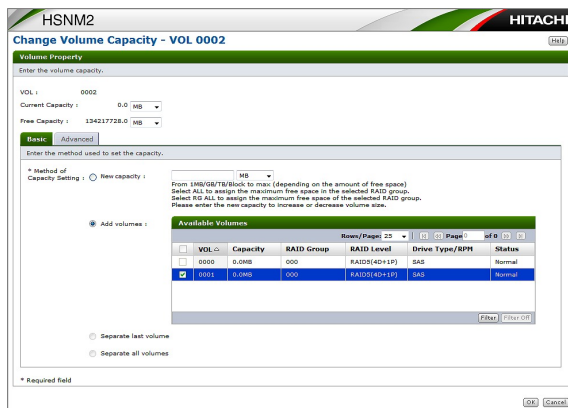 HSNM2
HITACHI
Change Volume Capacity - VOL 0002
Help
Volume Property
Enter the volume capacity.
VOL : 0002
Current Capacity : 0.0 MB
Free Capacity : 134217728.0 MB
Basic Advanced
Enter the method used to set the capacity.
* Method of Capacity Setting : New capacity : MB
From 1MB/GB/TB/Block to max (depending on the amount of free space)
Select ALL to assign the maximum free space in the selected RAID group.
Select RG ALL to assign the maximum free space of the selected RAID group.
Please enter the new capacity to increase or decrease volume size.
Add volumes :
Available Volumes
Rows/Page: 25 Page 0 of 0
VOL Capacity RAID Group RAID Level Drive Type/RPM Status
0000 0.0MB 000 RAID5(4D+1P) SAS Normal
0001 0.0MB 000 RAID5(4D+1P) SAS Normal
Filter Filter Off
Separate last volume
Separate all volumes
* Required field
OK Cancel